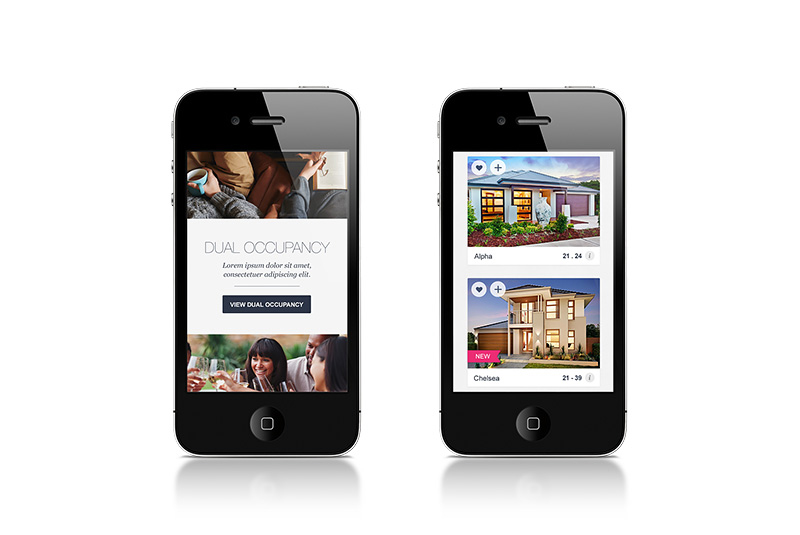 DUAL OCCUPANCY
Lorem ipsum dolor sit amet,
consectetuer adipiscing elit.
VIEW DUAL OCCUPANCY
Alpha
21 . 24 i
NEW
Chelsea
21 - 39 i